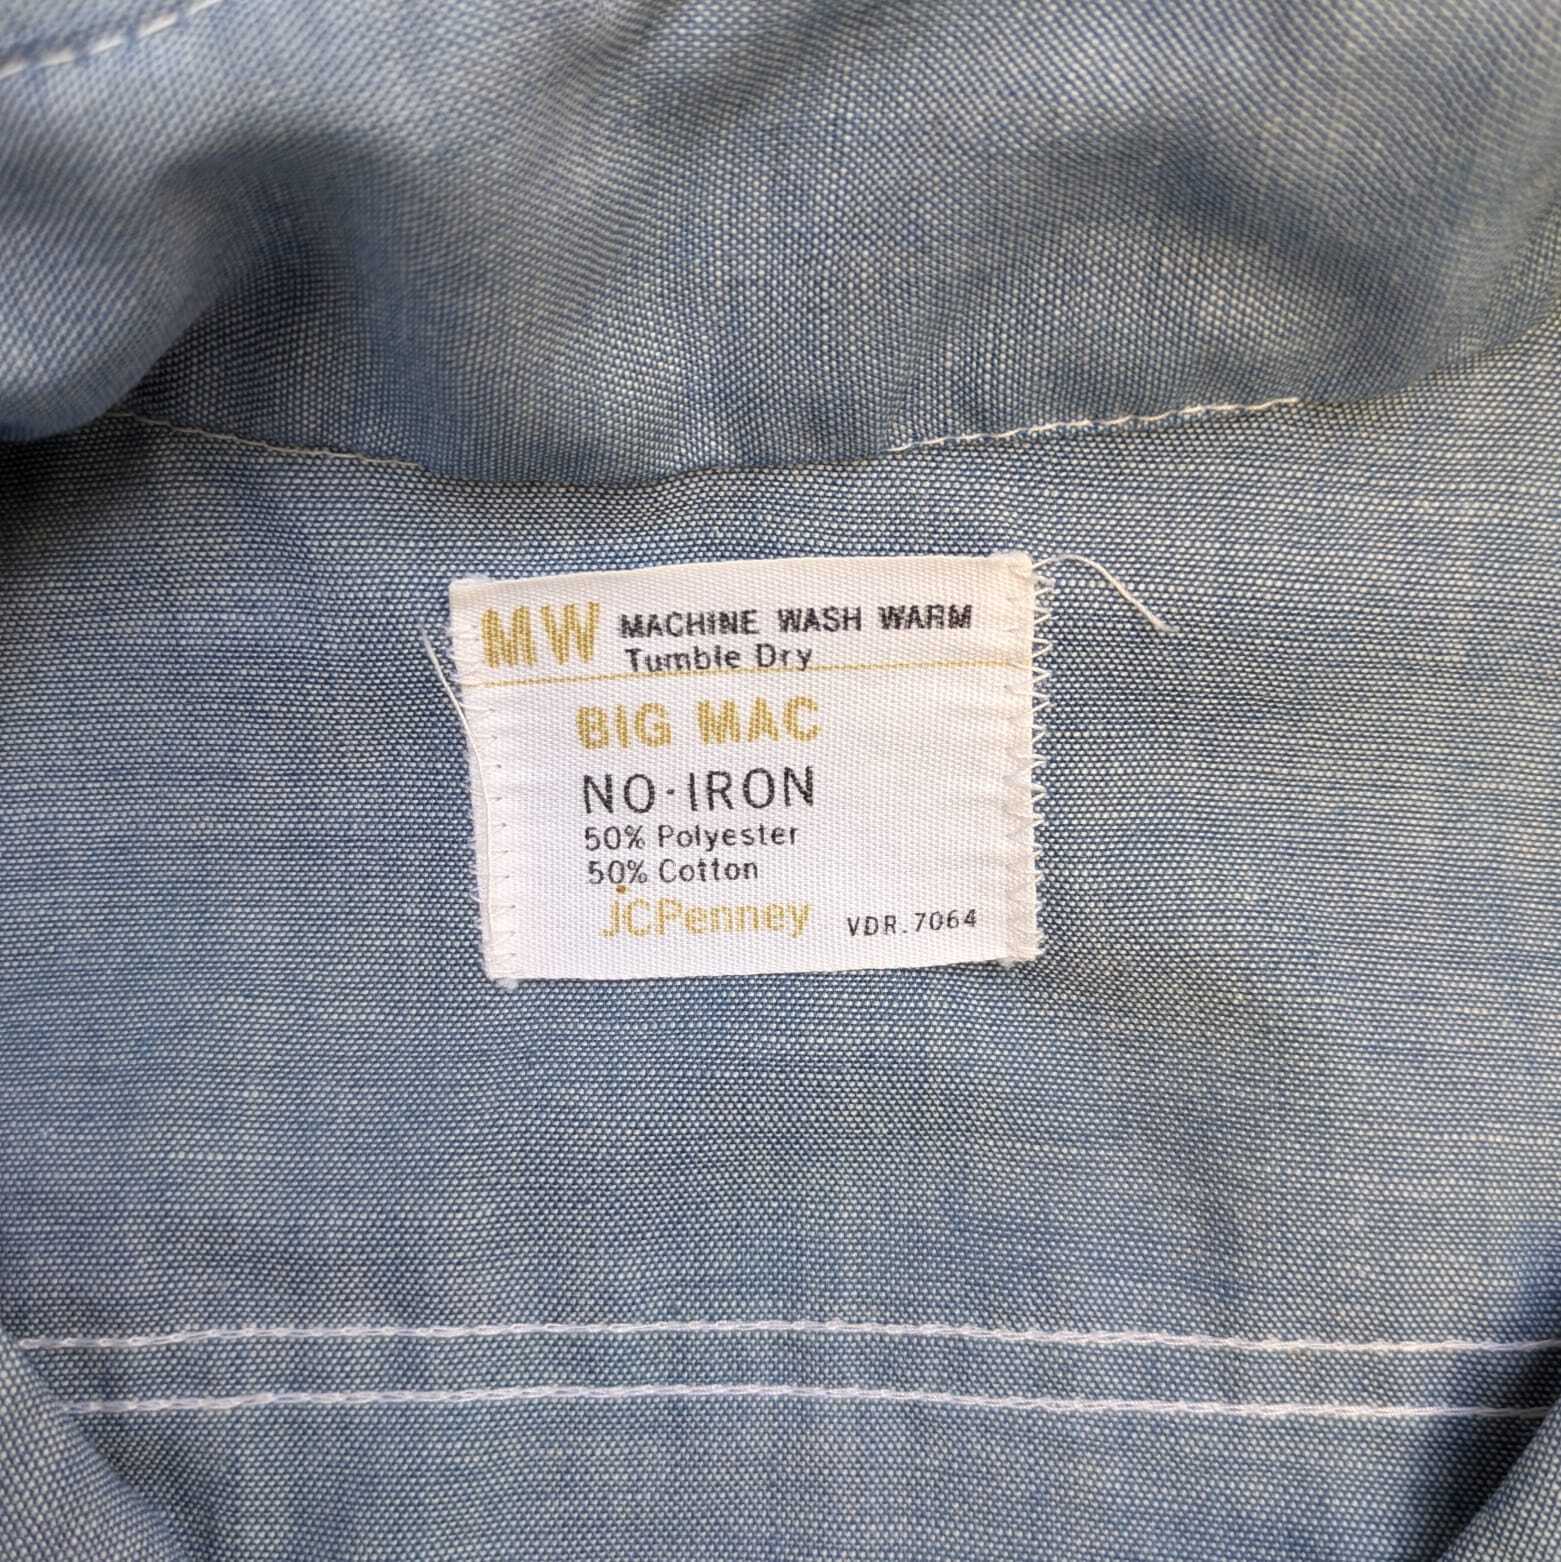 MW MACHINE WASH WARM
Tumble Dry
BIG MAC
NO-IRON
50% Polyester
50% Cotton
JCPenney VDR.7064